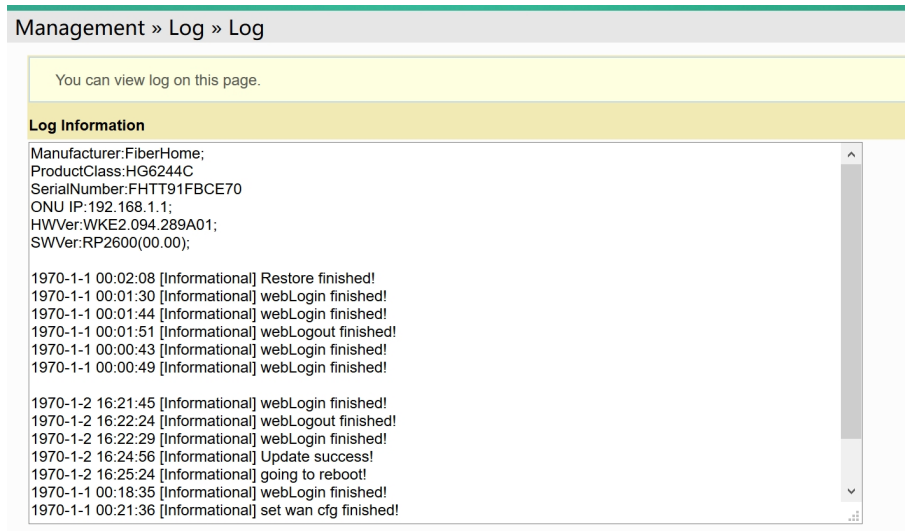 Management » Log » Log
You can view log on this page.
Log Information
Manufacturer:FiberHome;
ProductClass:HG6244C
SerialNumber:FHTT91FBCE70
ONU IP:192.168.1.1;
HWVer:WKE2.094.289A01;
SWVer:RP2600(00.00);
1970-1-1 00:02:08 [Informational] Restore finished!
1970-1-1 00:01:30 [Informational] webLogin finished!
1970-1-1 00:01:44 [Informational] webLogin finished!
1970-1-1 00:01:51 [Informational] webLogout finished!
1970-1-1 00:00:43 [Informational] webLogin finished!
1970-1-1 00:00:49 [Informational] webLogin finished!
1970-1-2 16:21:45 [Informational] webLogin finished!
1970-1-2 16:22:24 [Informational] webLogout finished!
1970-1-2 16:22:29 [Informational] webLogin finished!
1970-1-2 16:24:56 [Informational] Update success!
1970-1-2 16:25:24 [Informational] going to reboot!
1970-1-1 00:18:35 [Informational] webLogin finished!
1970-1-1 00:21:36 [Informational] set wan cfg finished!